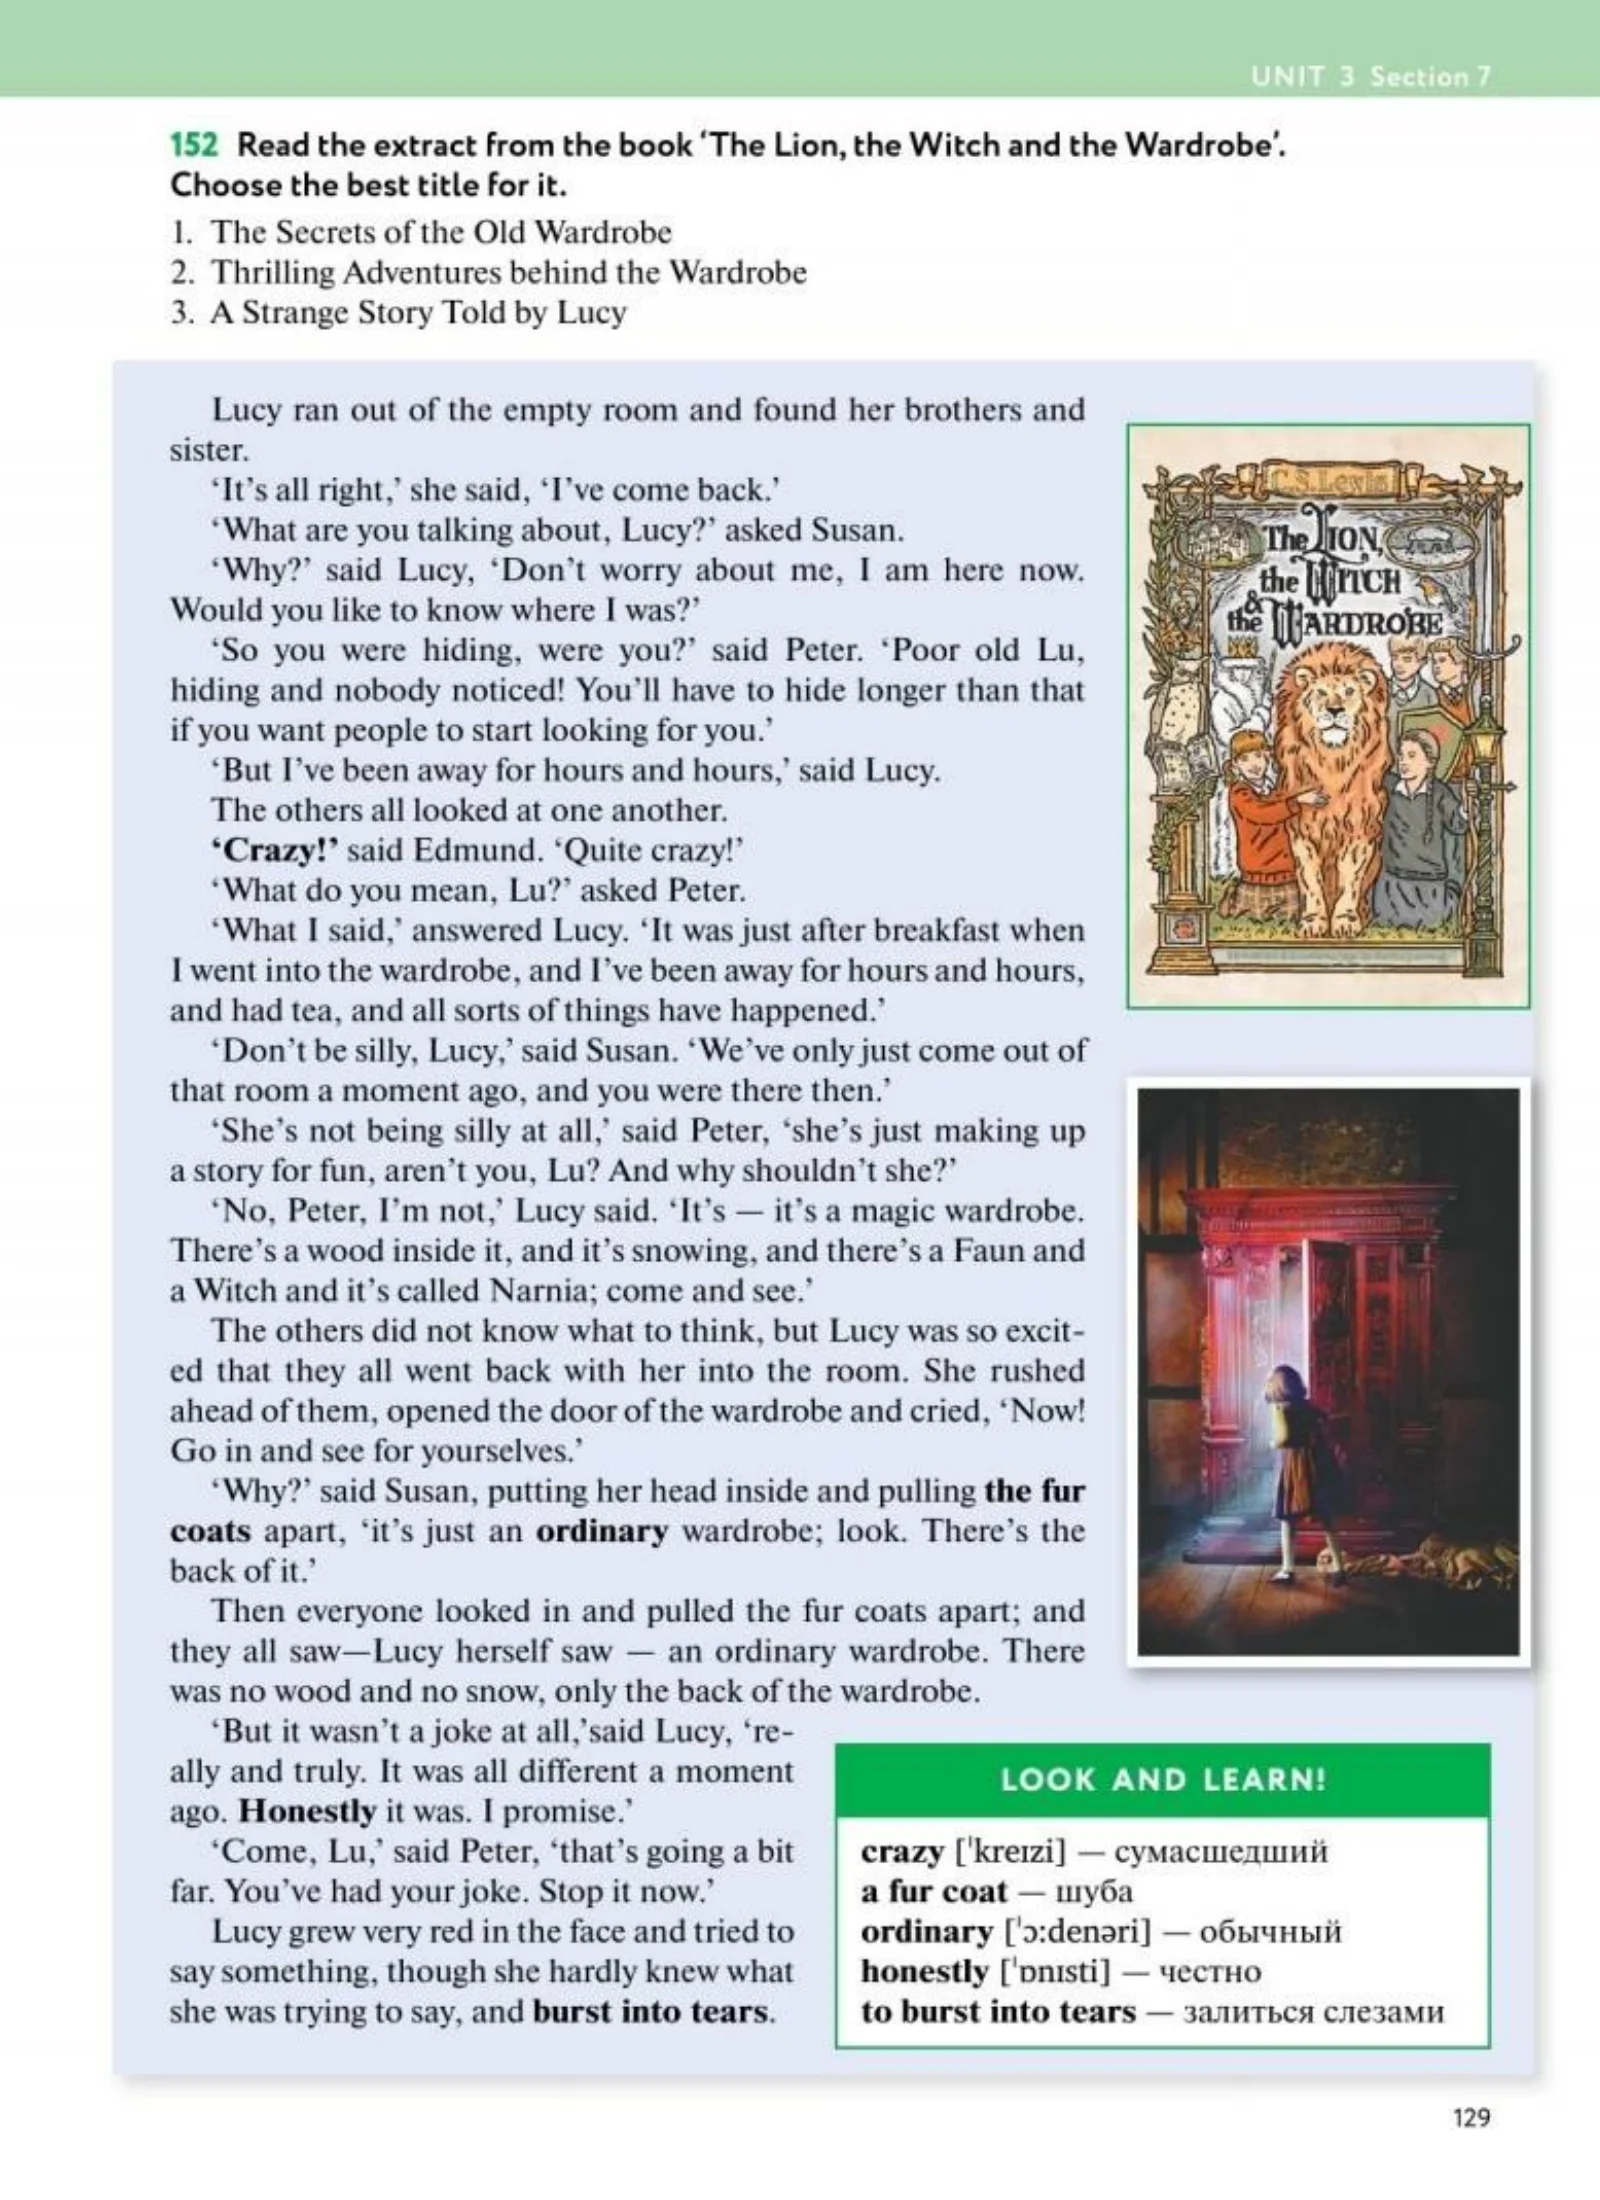 UNIT 3 Section 7
152 Read the extract from the book ‘The Lion, the Witch and the Wardrobe’.
Choose the best title for it.
1. The Secrets of the Old Wardrobe
2. Thrilling Adventures behind the Wardrobe
3. A Strange Story Told by Lucy
Lucy ran out of the empty room and found her brothers and
sister.
‘It’s all right,’ she said, ‘I’ve come back.’
‘What are you talking about, Lucy?’ asked Susan.
‘Why?’ said Lucy, ‘Don’t worry about me, I am here now.
Would you like to know where I was?’
‘So you were hiding, were you?’ said Peter. ‘Poor old Lu,
hiding and nobody noticed! You’ll have to hide longer than that
if you want people to start looking for you.’
‘But I’ve been away for hours and hours,’ said Lucy.
The others all looked at one another.
‘Crazy!’ said Edmund. ‘Quite crazy!’
‘What do you mean, Lu?’ asked Peter.
‘What I said,’ answered Lucy. ‘It was just after breakfast when
I went into the wardrobe, and I’ve been away for hours and hours,
and had tea, and all sorts of things have happened.’
‘Don’t be silly, Lucy,’ said Susan. ‘We’ve only just come out of
that room a moment ago, and you were there then.’
‘She’s not being silly at all,’ said Peter, ‘she’s just making up
a story for fun, aren’t you, Lu? And why shouldn’t she?’
‘No, Peter, I’m not,’ Lucy said. ‘It’s — it’s a magic wardrobe.
There’s a wood inside it, and it’s snowing, and there’s a Faun and
a Witch and it’s called Narnia; come and see.’
The others did not know what to think, but Lucy was so excit-
ed that they all went back with her into the room. She rushed
ahead of them, opened the door of the wardrobe and cried, ‘Now!
Go in and see for yourselves.’
‘Why?’ said Susan, putting her head inside and pulling the fur
coats apart, ‘it’s just an ordinary wardrobe; look. There’s the
back of it.’
Then everyone looked in and pulled the fur coats apart; and
they all saw—Lucy herself saw — an ordinary wardrobe. There
was no wood and no snow, only the back of the wardrobe.
‘But it wasn’t a joke at all,’said Lucy, ‘re-
ally and truly. It was all different a moment
ago. Honestly it was. I promise.’
‘Come, Lu,’ said Peter, ‘that’s going a bit
far. You’ve had your joke. Stop it now.’
Lucy grew very red in the face and tried to
say something, though she hardly knew what
she was trying to say, and burst into tears.
C.S.Lewis
The LION,
the WITCH
&
the WARDROBE
LOOK AND LEARN!
crazy [ˈkreɪzi] — сумасшедший
a fur coat — шуба
ordinary [ˈɔ:denəri] — обычный
honestly [ˈɒnɪsti] — честно
to burst into tears — залиться слезами
129